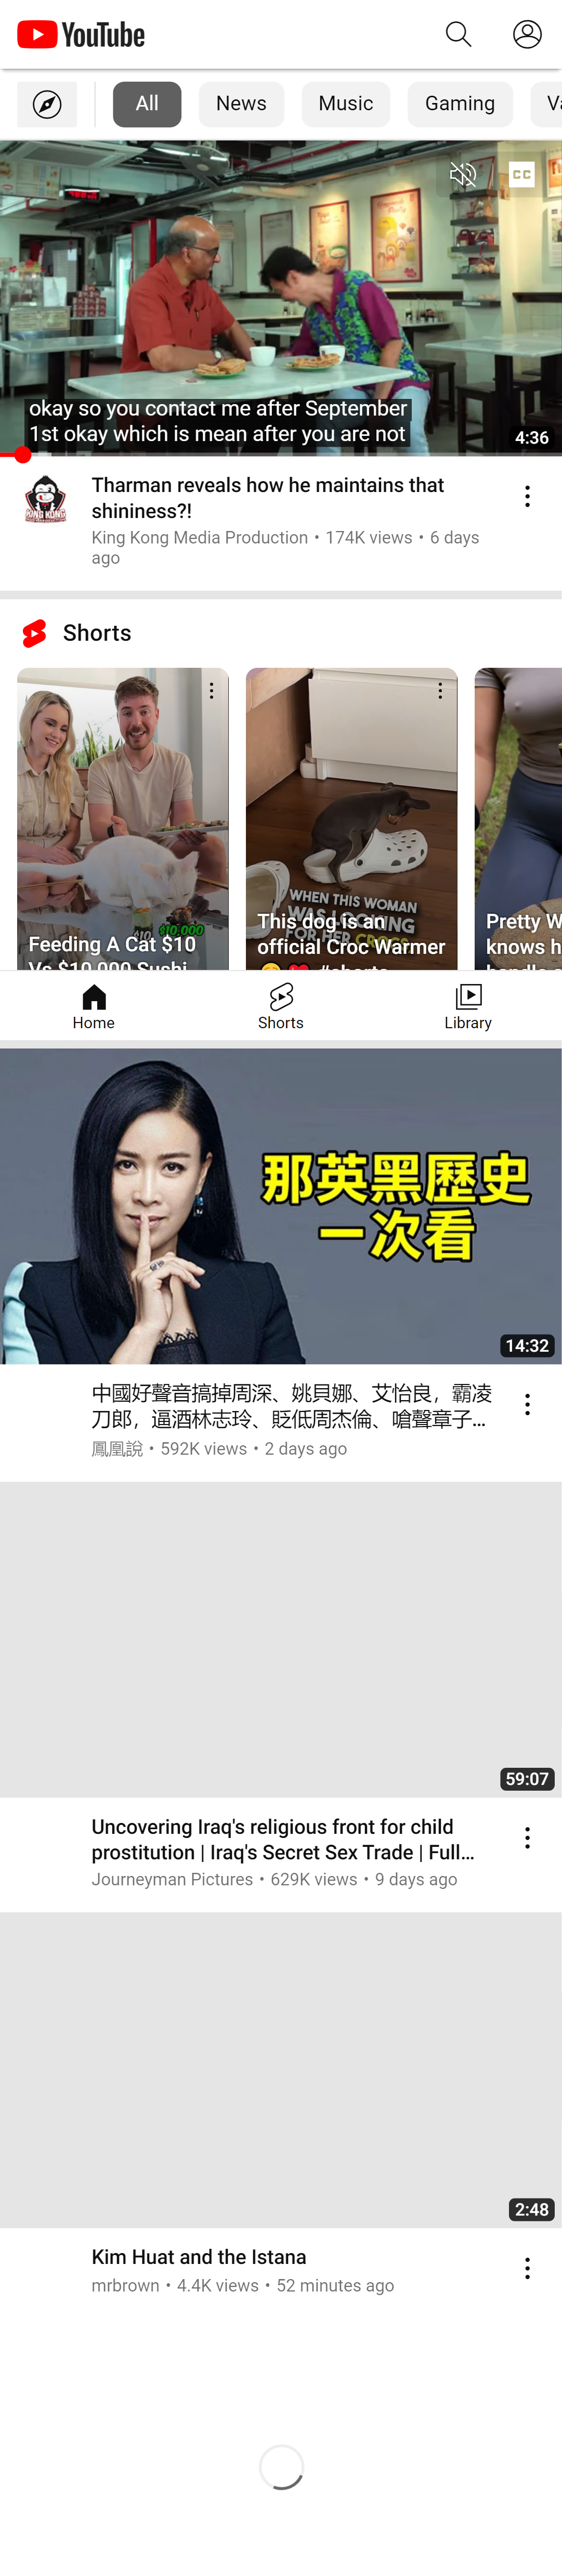 YouTube
All
News
Music
Gaming
CC
okay so you contact me after September
1st okay which is mean after you are not
4:36
Tharman reveals how he maintains that
shininess?!
KING KONG
King Kong Media Production • 174K views • 6 days
ago
Shorts
$10
$10,000
Feeding A Cat $10
Vs $10,000 Sushi
WHEN THIS WOMAN
WAS LOOKING
FOR HER CROCS
This dog is an
official Croc Warmer
#shorts
Pretty
knows
Home
Shorts
Library
那英黑歷史
一次看
14:32
中國好聲音搞掉周深、姚貝娜、艾怡良，霸凌
刀郎，逼酒林志玲、貶低周杰倫、嗆聲章子...
鳳凰說 • 592K views • 2 days ago
59:07
Uncovering Iraq's religious front for child
prostitution | Iraq's Secret Sex Trade | Full...
Journeyman Pictures • 629K views • 9 days ago
2:48
Kim Huat and the Istana
mrbrown • 4.4K views • 52 minutes ago